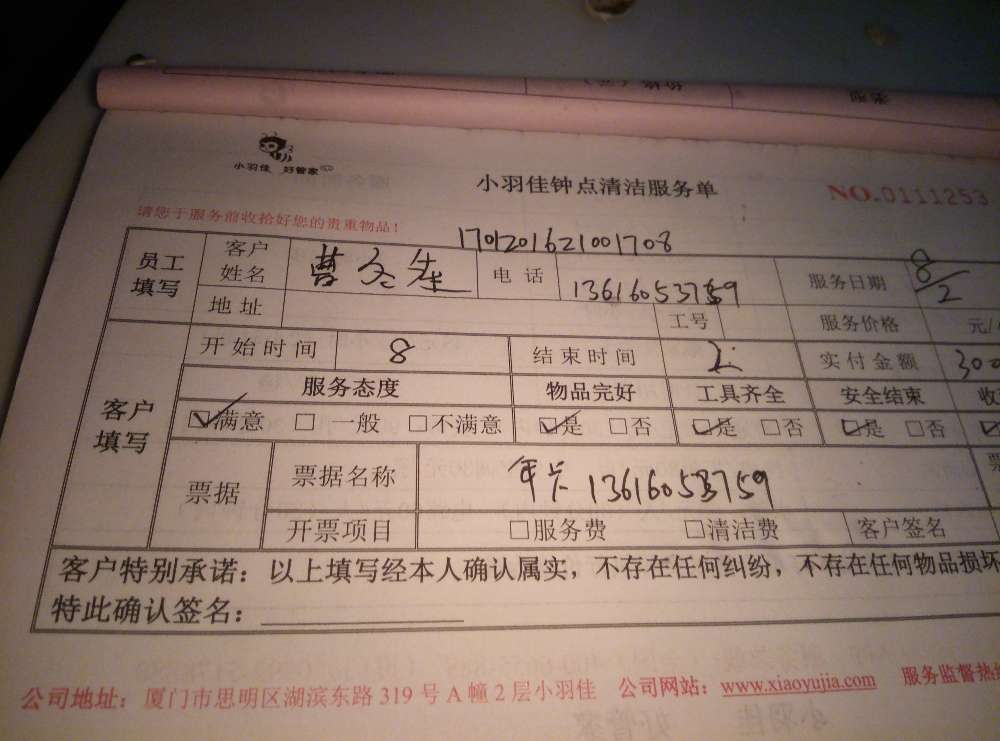 小羽佳 好管家
小羽佳钟点清洁服务单
NO.0111253
请您于服务前收拾好您的贵重物品!
1701201621001708
员工填写 客户姓名 曹 先生 电话 13616053759 服务日期 8/2
地址 工号 服务价格 元/
客户填写 开始时间 8 结束时间 实付金额 300
服务态度 物品完好 工具齐全 安全结束 收
☑满意 □一般 □不满意 ☑是 □否 ☑是 □否 ☑是 □否
票据 票据名称 年卡 13616053759 票
开票项目 □服务费 □清洁费 客户签名
客户特别承诺:以上填写经本人确认属实,不存在任何纠纷,不存在任何物品损坏
特此确认签名:
公司地址:厦门市思明区湖滨东路 319 号 A 幢 2 层小羽佳 公司网站:www.xiaoyujia.com 服务监督热线